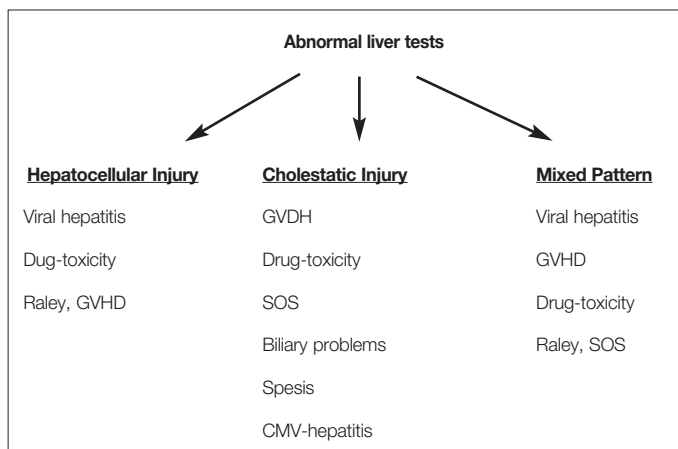 Abnormal liver tests
Hepatocellular Injury
Viral hepatitis
Dug-toxicity
Raley, GVHD
Cholestatic Injury
GVDH
Drug-toxicity
SOS
Biliary problems
Spesis
CMV-hepatitis
Mixed Pattern
Viral hepatitis
GVHD
Drug-toxicity
Raley, SOS